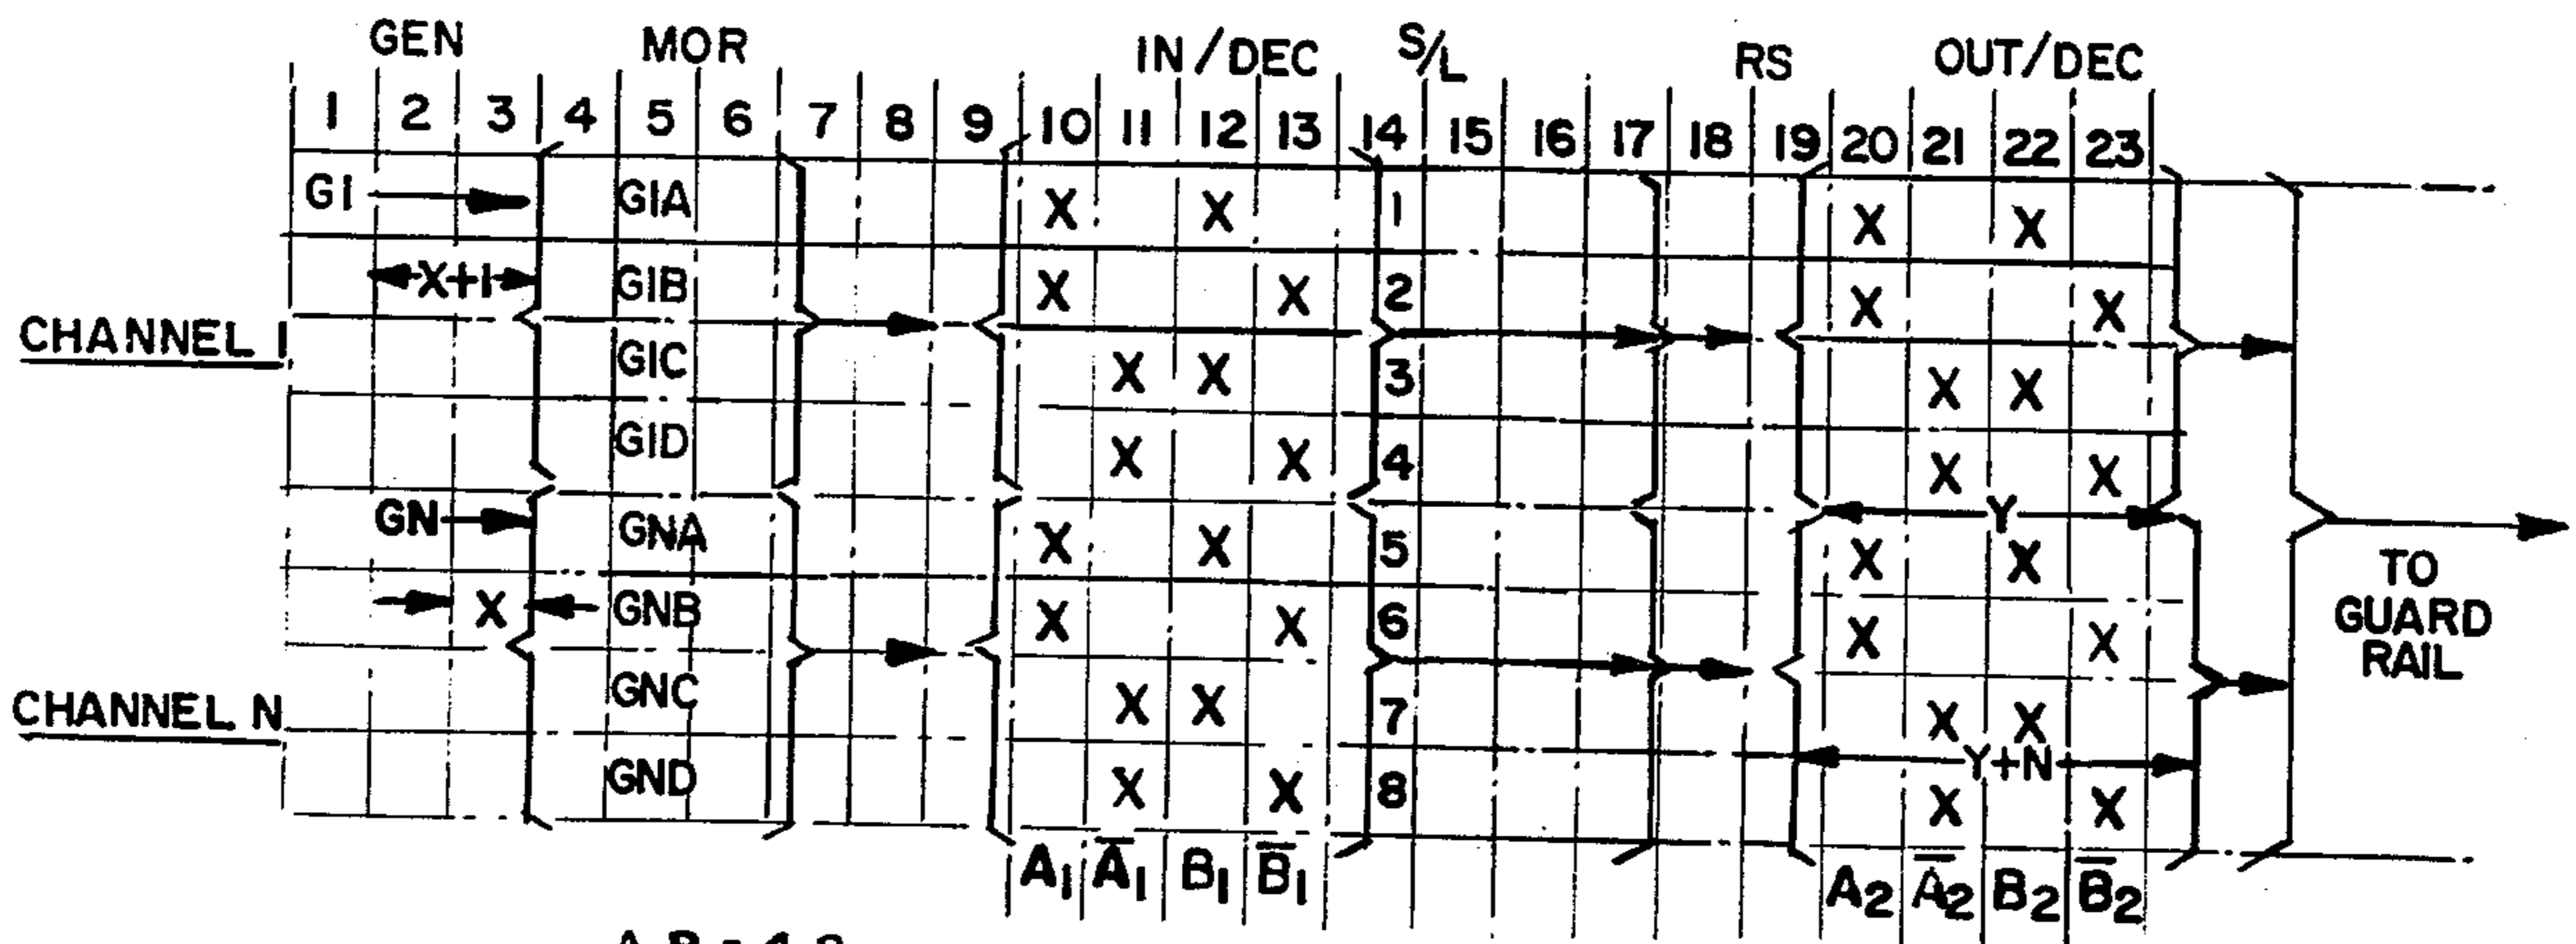 GEN MOR IN/DEC S/L RS OUT/DEC
1 2 3 4 5 6 7 8 9 10 11 12 13 14 15 16 17 18 19 20 21 22 23
G1 G1A X X 1 X X
X+1 G1B X X 2 X X
CHANNEL 1
G1C X X 3 X X
G1D X X 4 X X
Y
GN GNA X X 5 X X
X GNB X X 6 X X
TO
GUARD
RAIL
CHANNEL N
GNC X X 7 X X
Y+N
GND X X 8 X X
A1 A̅1 B1 B̅1 A2 A̅2 B2 B̅2